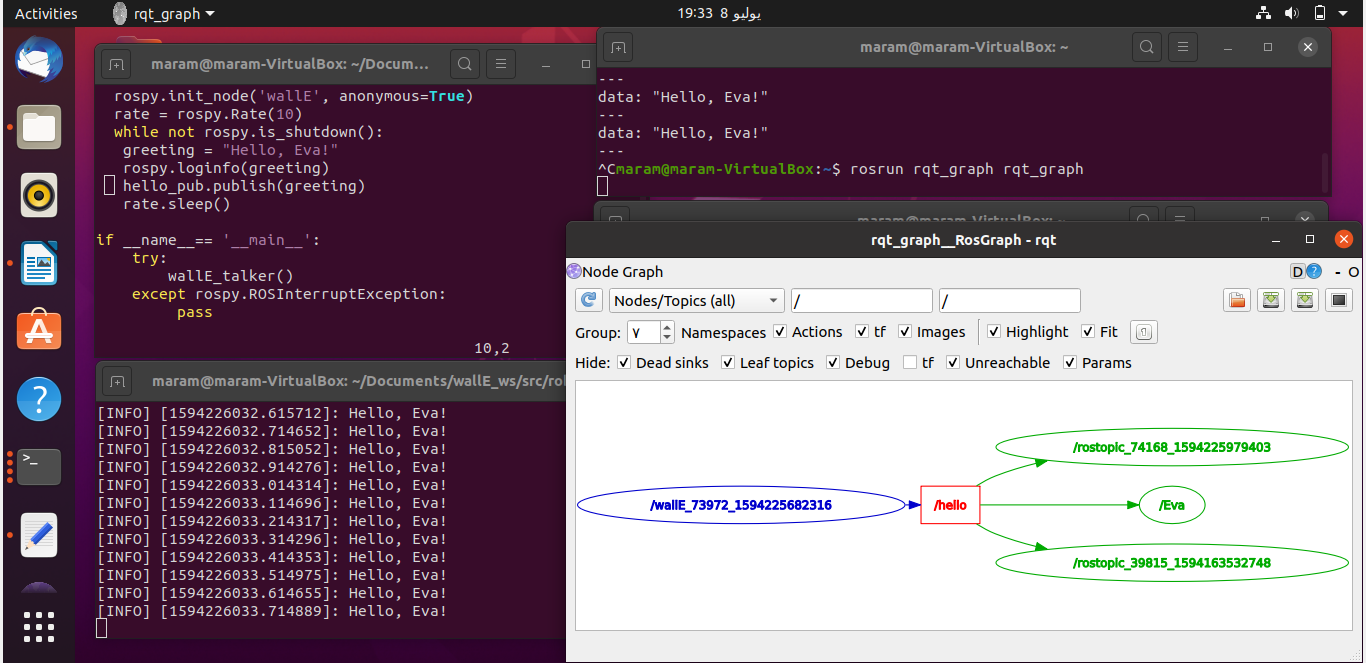 Activities
rqt_graph
19:33 8 يوليو
maram@maram-VirtualBox: ~/Docum...
rospy.init_node('wallE', anonymous=True)
rate = rospy.Rate(10)
while not rospy.is_shutdown():
greeting = "Hello, Eva!"
rospy.loginfo(greeting)
hello_pub.publish(greeting)
rate.sleep()
if __name__== '__main__':
try:
wallE_talker()
except rospy.ROSInterruptException:
pass
10,2
maram@maram-VirtualBox: ~
---
data: "Hello, Eva!"
---
data: "Hello, Eva!"
---
^Cmaram@maram-VirtualBox:~$ rosrun rqt_graph rqt_graph
maram@maram-VirtualBox: ~
maram@maram-VirtualBox: ~/Documents/wallE_ws/src/rol
[INFO] [1594226032.615712]: Hello, Eva!
[INFO] [1594226032.714652]: Hello, Eva!
[INFO] [1594226032.815052]: Hello, Eva!
[INFO] [1594226032.914276]: Hello, Eva!
[INFO] [1594226033.014314]: Hello, Eva!
[INFO] [1594226033.114696]: Hello, Eva!
[INFO] [1594226033.214317]: Hello, Eva!
[INFO] [1594226033.314296]: Hello, Eva!
[INFO] [1594226033.414353]: Hello, Eva!
[INFO] [1594226033.514975]: Hello, Eva!
[INFO] [1594226033.614655]: Hello, Eva!
[INFO] [1594226033.714889]: Hello, Eva!
rqt_graph__RosGraph - rqt
Node Graph
D ? - O
Nodes/Topics (all) / /
Group: ٧ Namespaces Actions tf Images Highlight Fit
Hide: Dead sinks Leaf topics Debug tf Unreachable Params
/rostopic_74168_1594225979403
/wallE_73972_1594225682316 /hello /Eva
/rostopic_39815_1594163532748